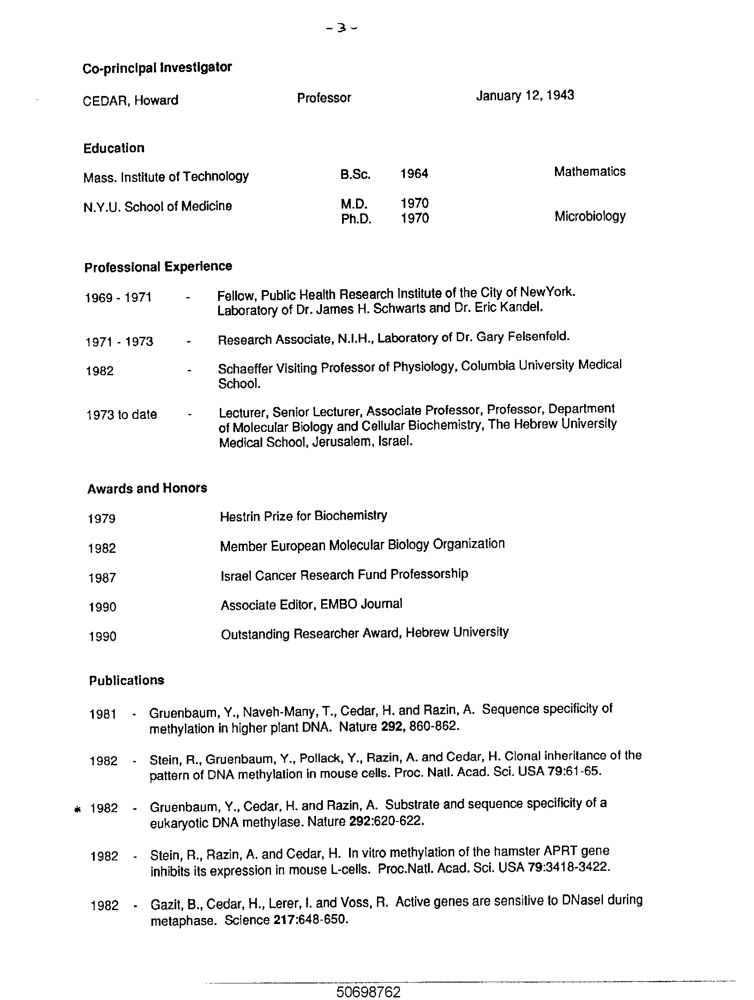 - 3 -
Co-principal Investigator
CEDAR, Howard Professor January 12, 1943
Education
Mass. Institute of Technology B.Sc. 1964 Mathematics
N.Y.U. School of Medicine M.D. 1970
Ph.D. 1970 Microbiology
Professional Experience
1969 - 1971 - Fellow, Public Health Research Institute of the City of NewYork.
Laboratory of Dr. James H. Schwarts and Dr. Eric Kandel.
1971 - 1973 - Research Associate, N.I.H., Laboratory of Dr. Gary Felsenfeld.
1982 - Schaeffer Visiting Professor of Physiology, Columbia University Medical
School.
1973 to date - Lecturer, Senior Lecturer, Associate Professor, Professor, Department
of Molecular Biology and Cellular Biochemistry, The Hebrew University
Medical School, Jerusalem, Israel.
Awards and Honors
1979 Hestrin Prize for Biochemistry
1982 Member European Molecular Biology Organization
1987 Israel Cancer Research Fund Professorship
1990 Associate Editor, EMBO Journal
1990 Outstanding Researcher Award, Hebrew University
Publications
1981 - Gruenbaum, Y., Naveh-Many, T., Cedar, H. and Razin, A. Sequence specificity of
methylation in higher plant DNA. Nature 292, 860-862.
1982 - Stein, R., Gruenbaum, Y., Pollack, Y., Razin, A. and Cedar, H. Clonal inheritance of the
pattern of DNA methylation in mouse cells. Proc. Natl. Acad. Sci. USA 79:61-65.
* 1982 - Gruenbaum, Y., Cedar, H. and Razin, A. Substrate and sequence specificity of a
eukaryotic DNA methylase. Nature 292:620-622.
1982 - Stein, R., Razin, A. and Cedar, H. In vitro methylation of the hamster APRT gene
inhibits its expression in mouse L-cells. Proc.Natl. Acad. Sci. USA 79:3418-3422.
1982 - Gazit, B., Cedar, H., Lerer, I. and Voss, R. Active genes are sensitive to DNaseI during
metaphase. Science 217:648-650.
50698762